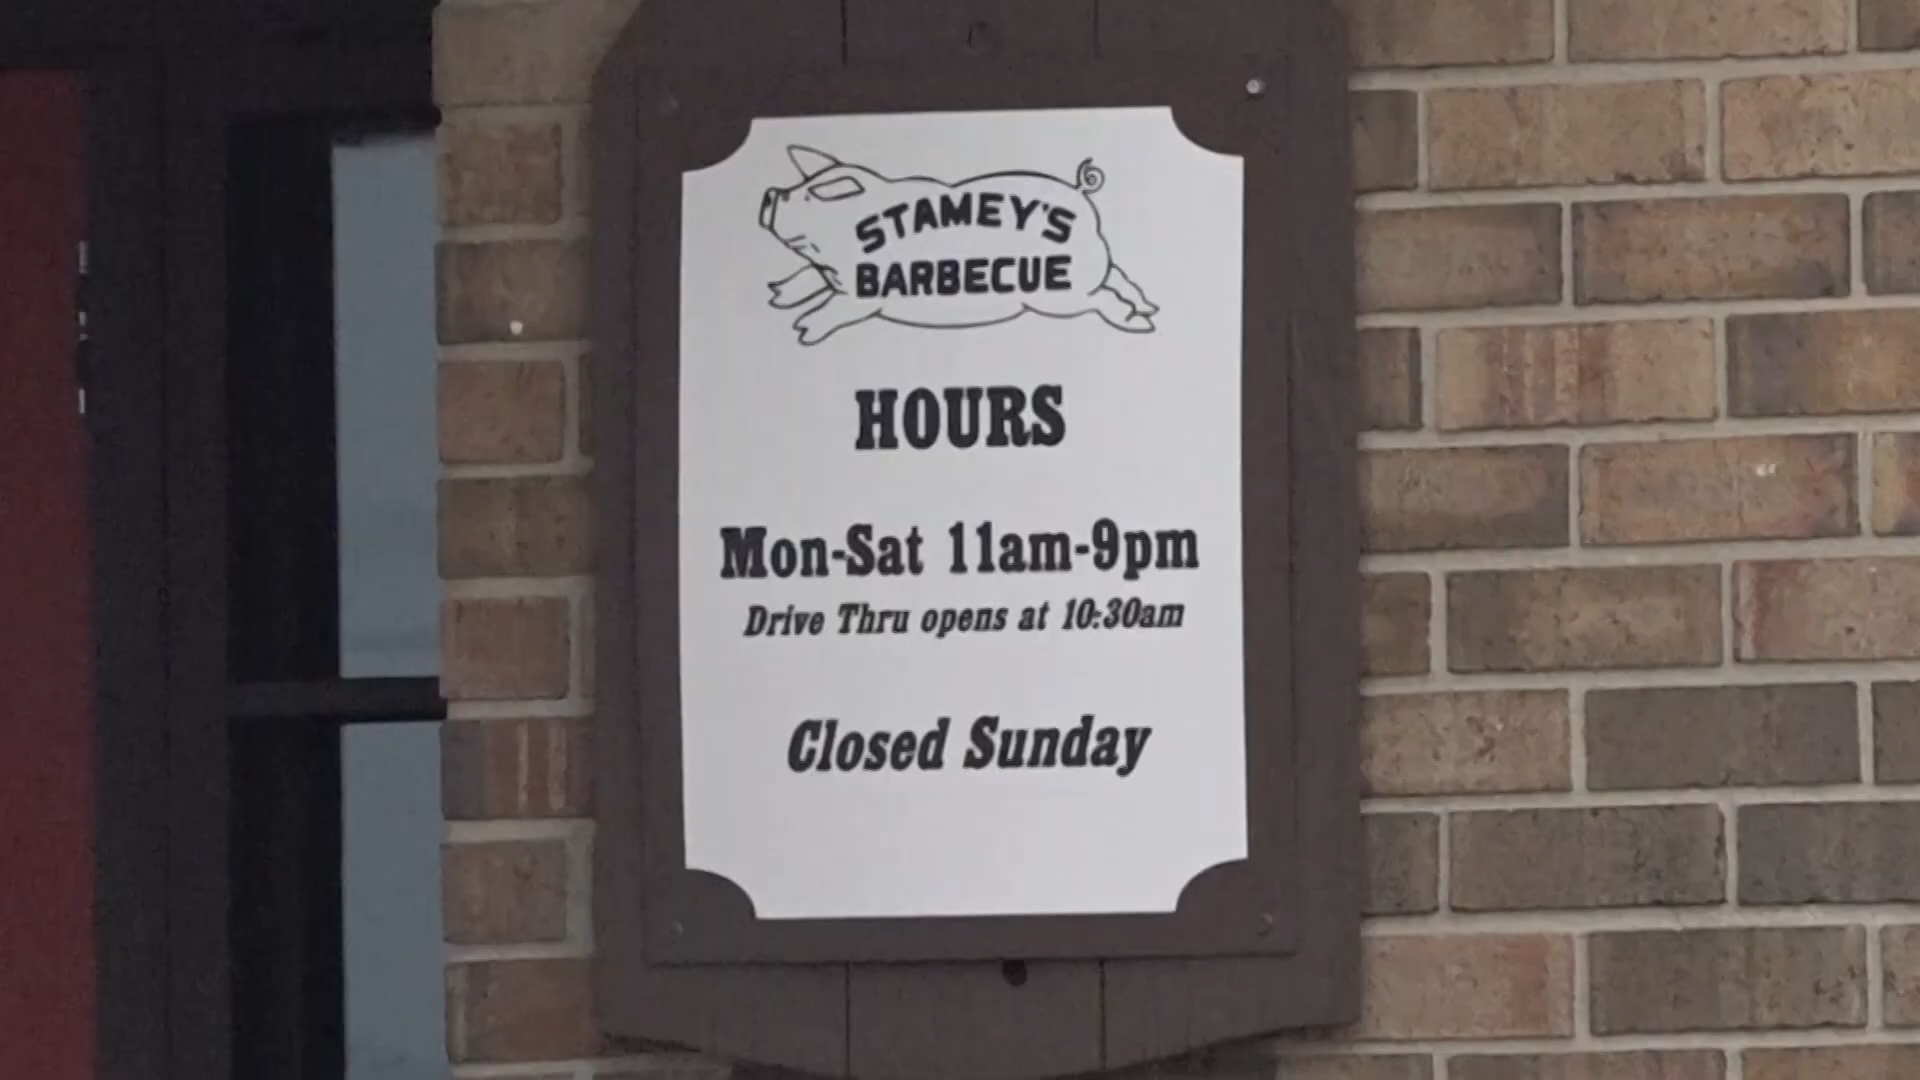 STAMEY'S
BARBECUE
HOURS
Mon-Sat 11am-9pm
Drive Thru opens at 10:30am
Closed Sunday